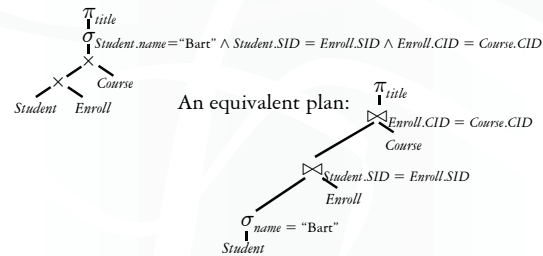 π title
σ Student.name="Bart" ∧ Student.SID = Enroll.SID ∧ Enroll.CID = Course.CID
×
× Course
Student Enroll
An equivalent plan:
π title
⋈ Enroll.CID = Course.CID
Course
⋈ Student.SID = Enroll.SID
Enroll
σ name = "Bart"
Student